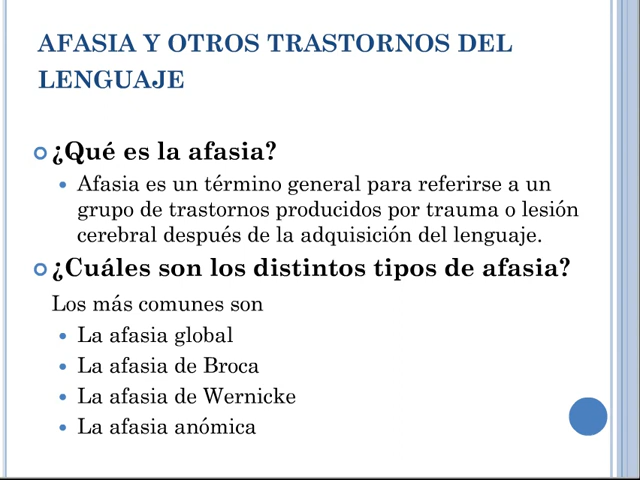 AFASIA Y OTROS TRASTORNOS DEL
LENGUAJE
¿Qué es la afasia?
Afasia es un término general para referirse a un
grupo de trastornos producidos por trauma o lesión
cerebral después de la adquisición del lenguaje.
¿Cuáles son los distintos tipos de afasia?
Los más comunes son
La afasia global
La afasia de Broca
La afasia de Wernicke
La afasia anómica